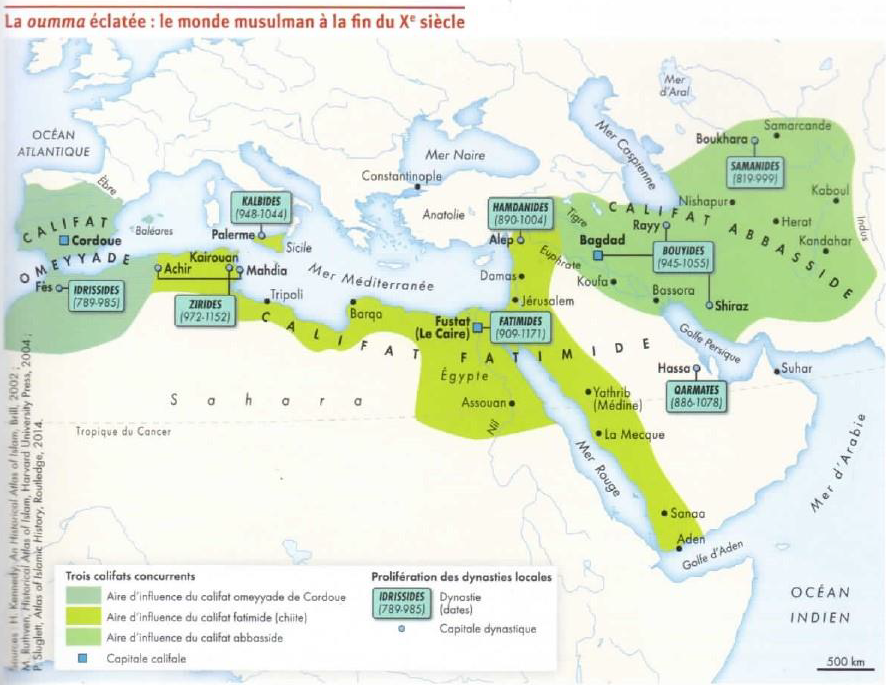 La oumma éclatée : le monde musulman à la fin du Xe siècle
Mer
d'Aral
OCÉAN
ATLANTIQUE
Mer Caspienne
Boukhara
Samarcande
SAMANIDES
(819-999)
Mer Noire
Constantinople
Èbre
Anatolie
KALBIDES
(948-1044)
HAMDANIDES
(890-1004)
Tigre
Nishapur
Kaboul
CALIFAT ABBASSIDE
CALIFAT
OMEYYADE
Cordoue
Baléares
Palerme
Sicile
Alep
Bagdad
Rayy
Herat
Indus
Kandahar
BOUYIDES
(945-1055)
Kairouan
Achir
Mahdia
Mer Méditerranée
Euphrate
Damas
Koufa
Bassora
Shiraz
Fès
IDRISSIDES
(789-985)
ZIRIDES
(972-1152)
Tripoli
Barqa
Jérusalem
Fustat
(Le Caire)
FATIMIDES
(909-1171)
Golfe Persique
CALIFAT FATIMIDE
Égypte
Hassa
Suhar
QARMATES
(886-1078)
Sahara
Assouan
Yathrib
(Médine)
Nil
Tropique du Cancer
La Mecque
Mer Rouge
Mer d'Arabie
Sanaa
Aden
Golfe d'Aden
OCÉAN
INDIEN
500 km
Trois califats concurrents
Aire d'influence du califat omeyyade de Cordoue
Aire d'influence du califat fatimide (chiite)
Aire d'influence du califat abbasside
Capitale califale
Prolifération des dynasties locales
IDRISSIDES
(789-985)
Dynastie
(dates)
Capitale dynastique
Sources : H. Kennedy, An Historical Atlas of Islam, Brill, 2002 ;
M. Ruthven, Historical Atlas of Islam, Harvard University Press, 2004 ;
P. Sluglett, Atlas of Islamic History, Routledge, 2014.